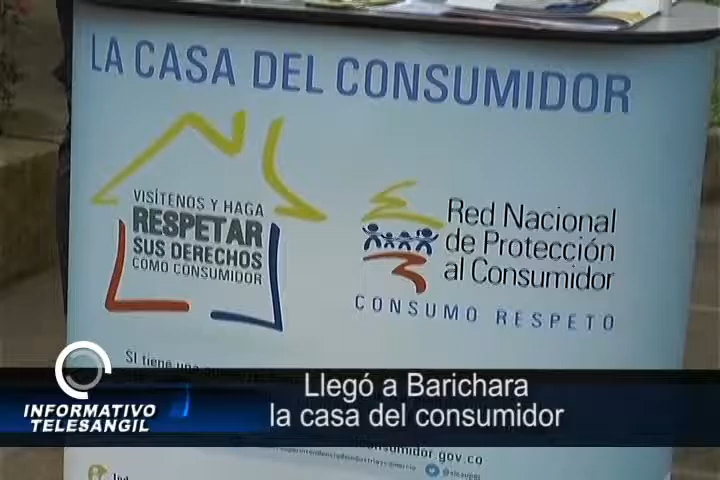 LA CASA DEL CONSUMIDOR
VISÍTENOS Y HAGA
RESPETAR
SUS DERECHOS
COMO CONSUMIDOR
Red Nacional
de Protección
al Consumidor
CONSUMO RESPETO
SI tiene una
Llegó a Barichara
la casa del consumidor
INFORMATIVO
TELESANGIL
consumidor.gov.co